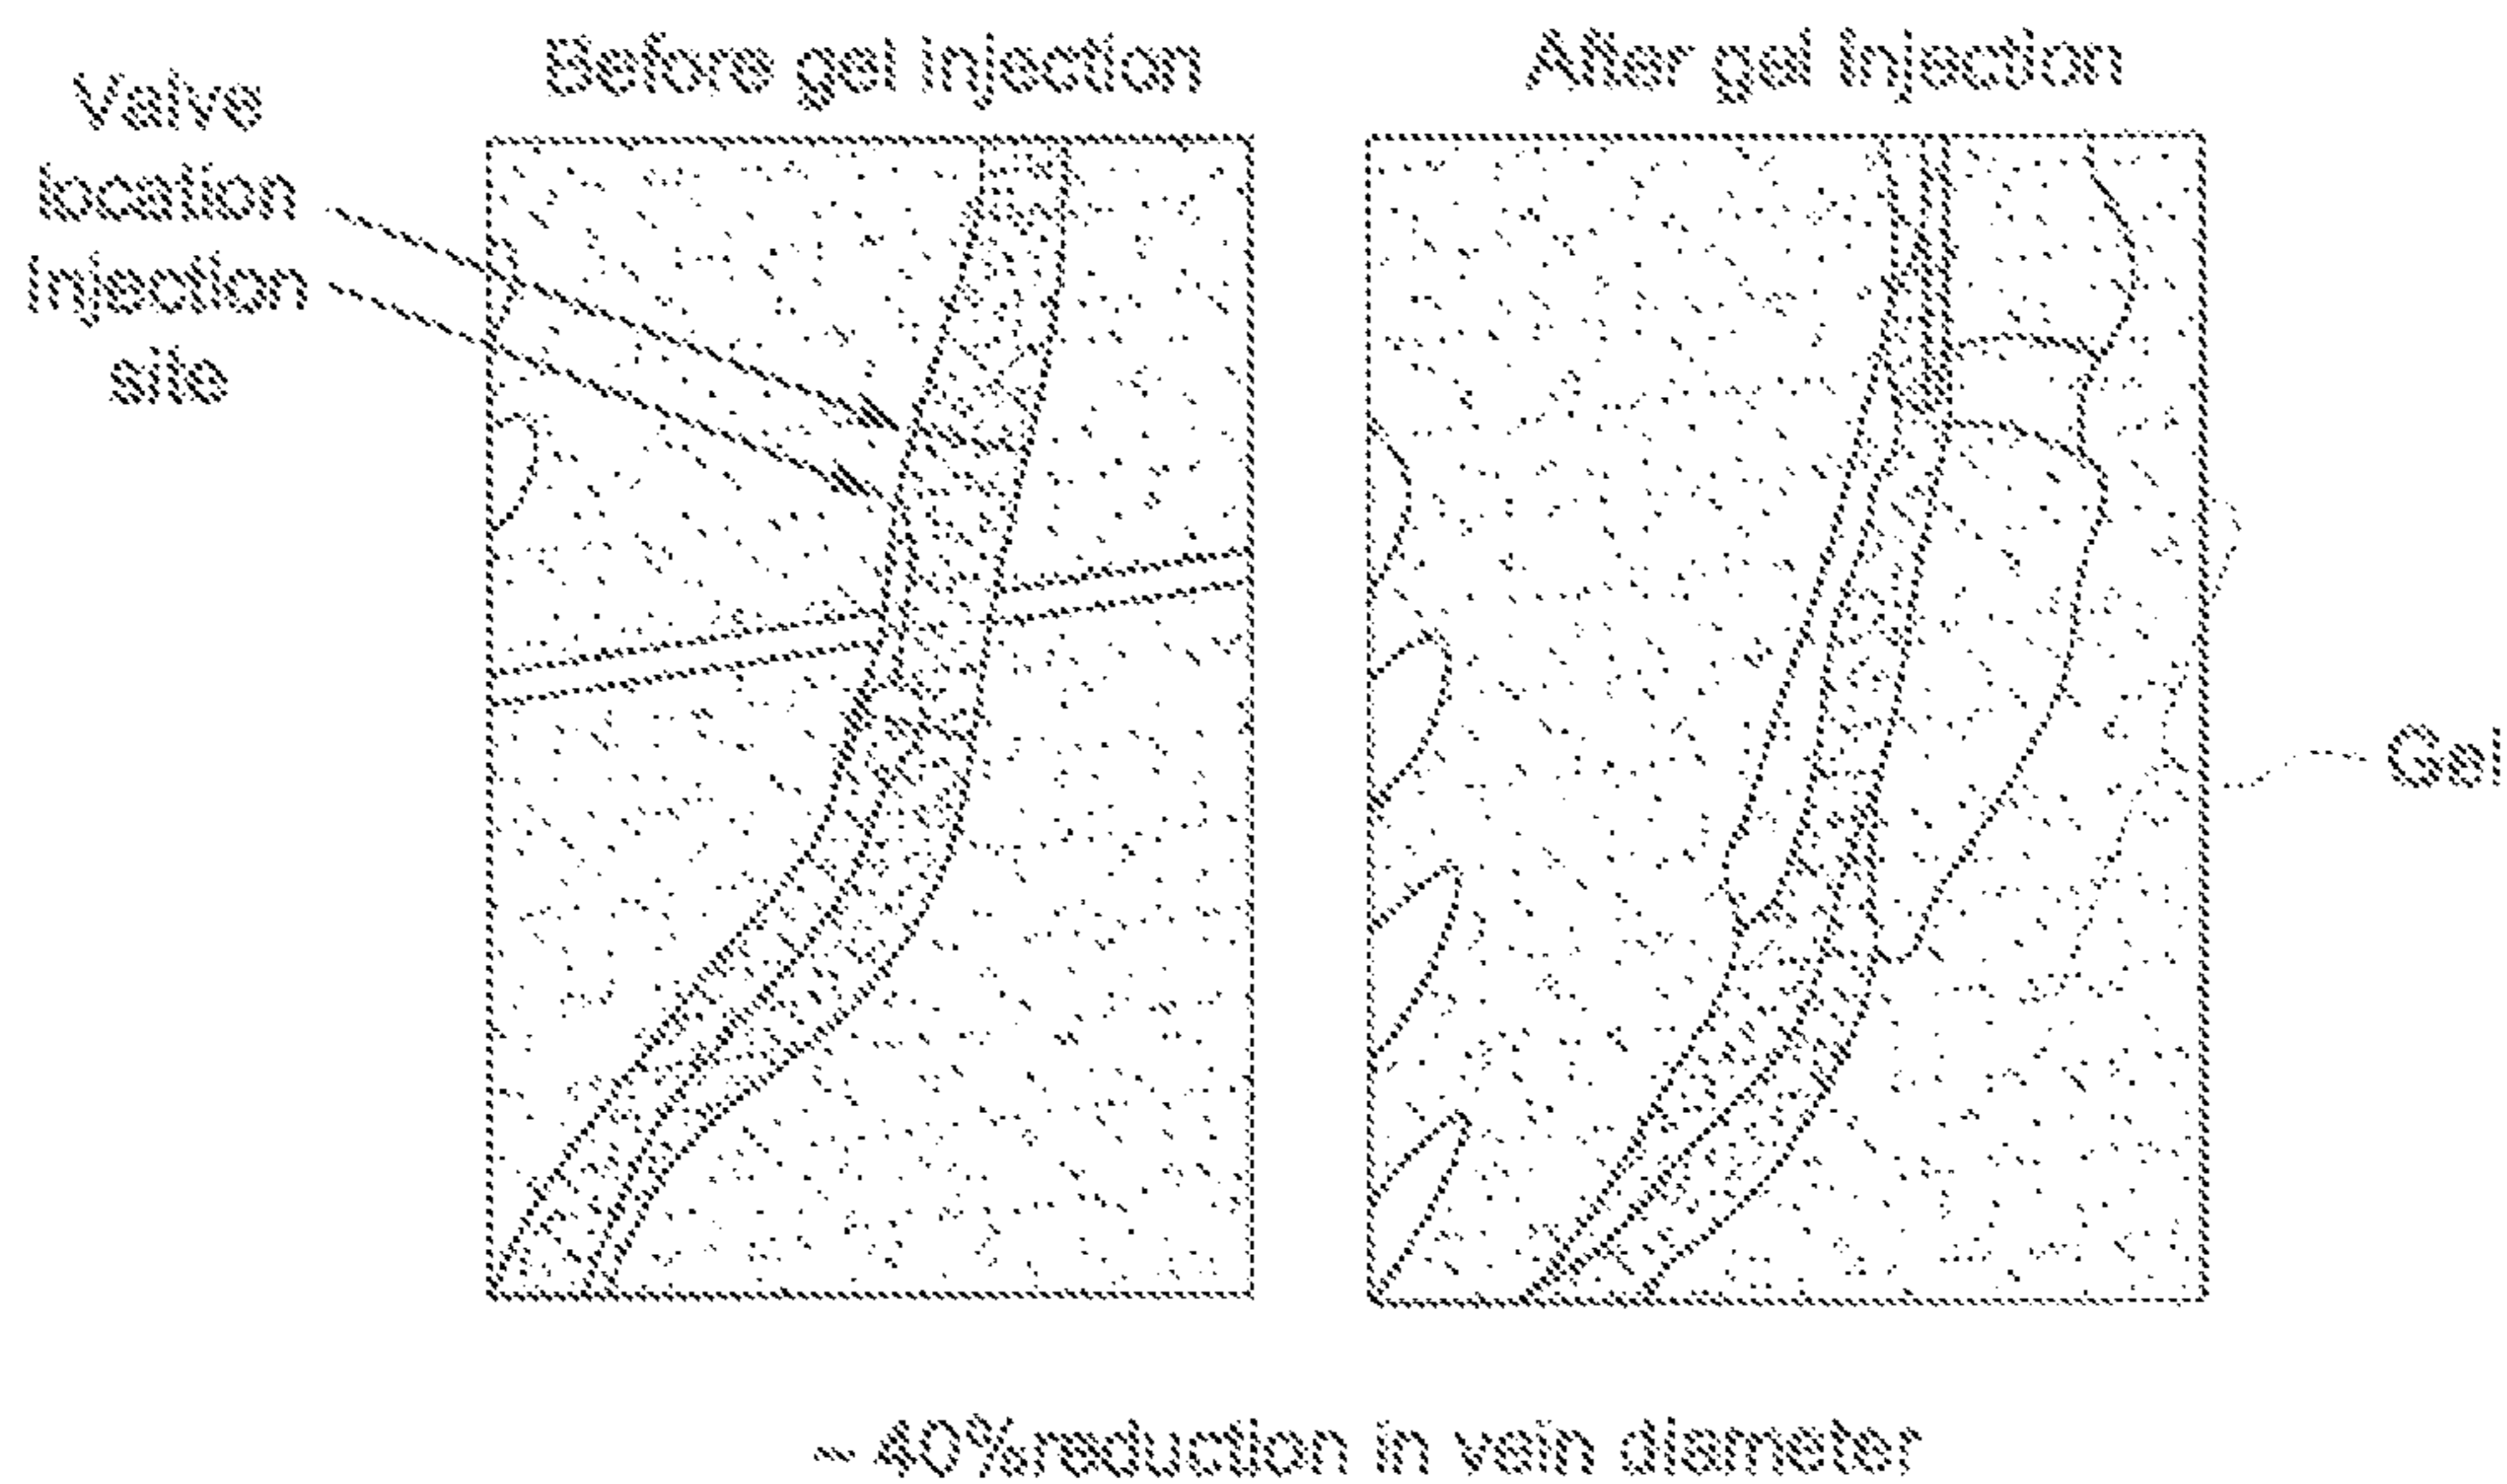 Before gel injection
After gel injection
Valve
location
Injection
site
Gel
~ 40% reduction in vein diameter